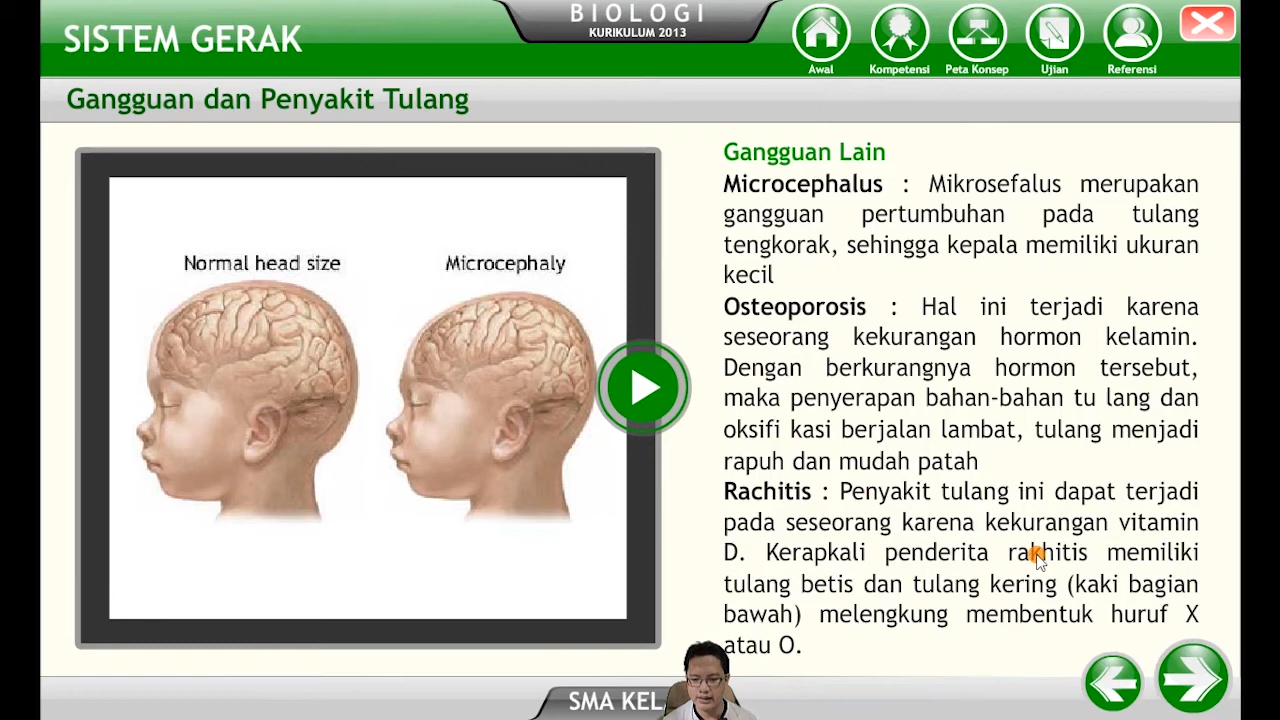 BIOLOGI
KURIKULUM 2013
SISTEM GERAK
Awal
Kompetensi
Peta Konsep
Ujian
Referensi
Gangguan dan Penyakit Tulang
Normal head size
Microcephaly
Gangguan Lain
Microcephalus : Mikrosefalus merupakan
gangguan pertumbuhan pada tulang
tengkorak, sehingga kepala memiliki ukuran
kecil
Osteoporosis : Hal ini terjadi karena
seseorang kekurangan hormon kelamin.
Dengan berkurangnya hormon tersebut,
maka penyerapan bahan-bahan tu lang dan
oksifi kasi berjalan lambat, tulang menjadi
rapuh dan mudah patah
Rachitis : Penyakit tulang ini dapat terjadi
pada seseorang karena kekurangan vitamin
D. Kerapkali penderita rakhitis memiliki
tulang betis dan tulang kering (kaki bagian
bawah) melengkung membentuk huruf X
atau O.
SMA KEL